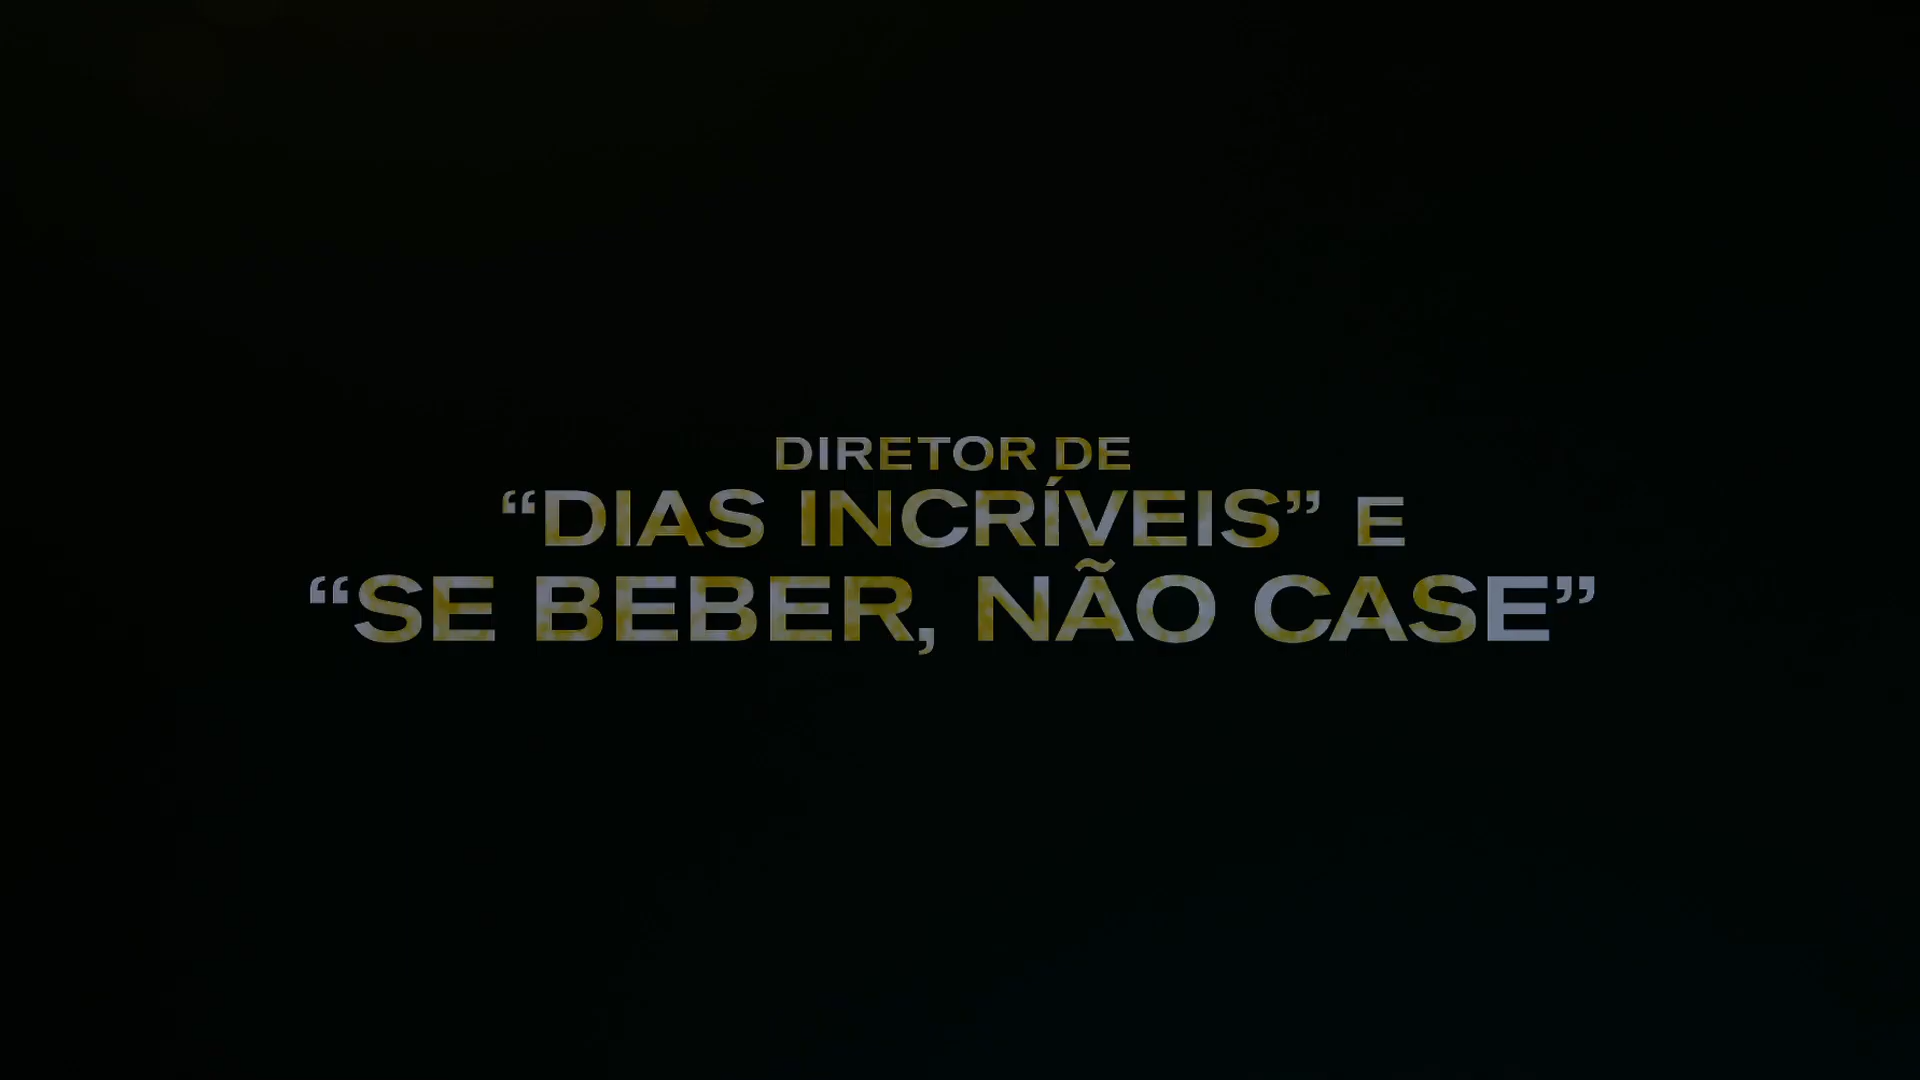 DIRETOR DE
“DIAS INCRÍVEIS” E
“SE BEBER, NÃO CASE”